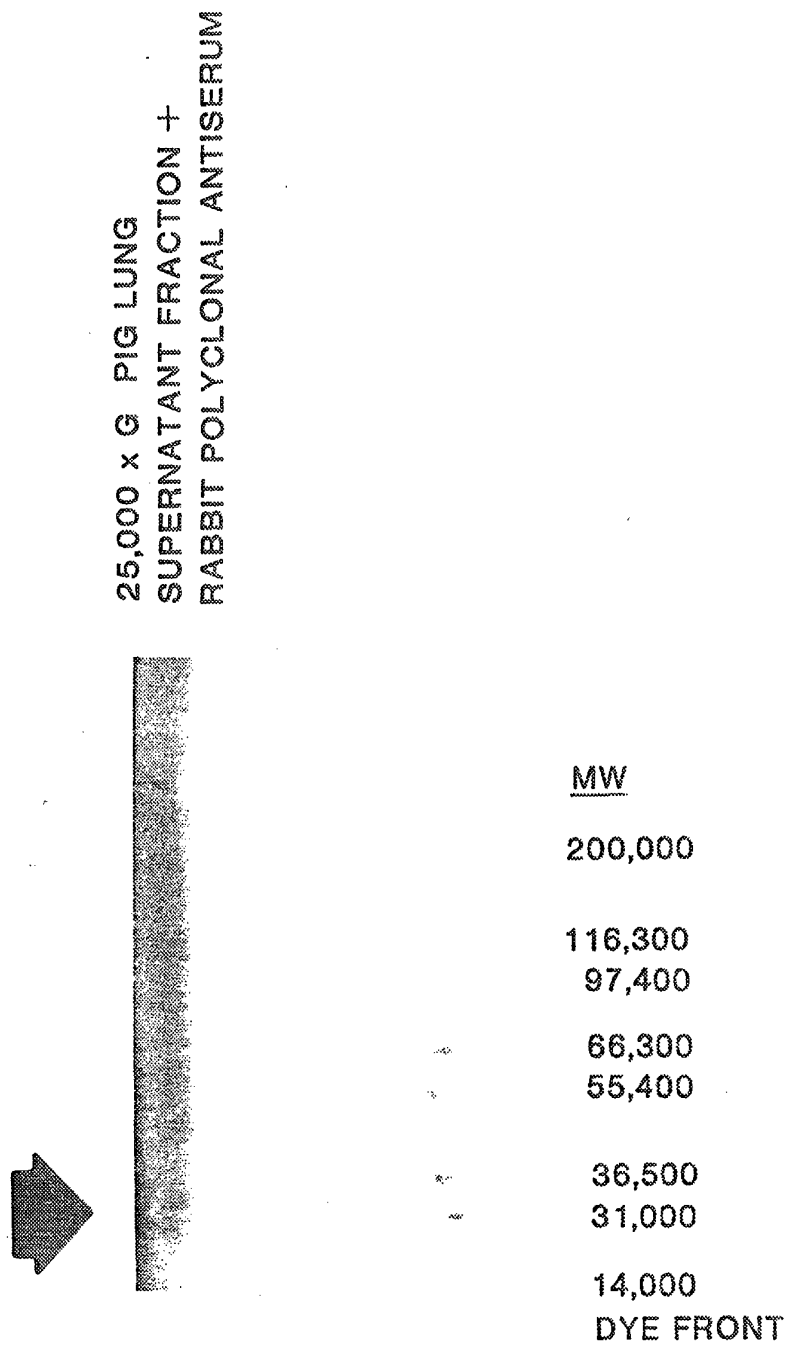 25,000 x G PIG LUNG
SUPERNATANT FRACTION +
RABBIT POLYCLONAL ANTISERUM
MW
200,000
116,300
97,400
66,300
55,400
36,500
31,000
14,000
DYE FRONT